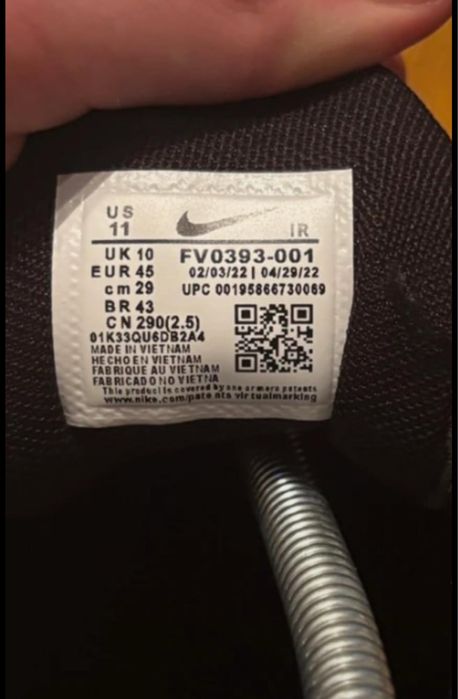 US
11
IR
UK 10
EUR 45
cm 29
BR 43
CN 290(2.5)
FV0393-001
02/03/22 | 04/29/22
UPC 00195866730069
01K33QU6DB2A4
MADE IN VIETNAM
HECHO EN VIETNAM
FABRIQUE AU VIETNAM
FABRICADO NO VIETNA
This product is covered by one or more patents
www.nike.com/patents virtualmarking